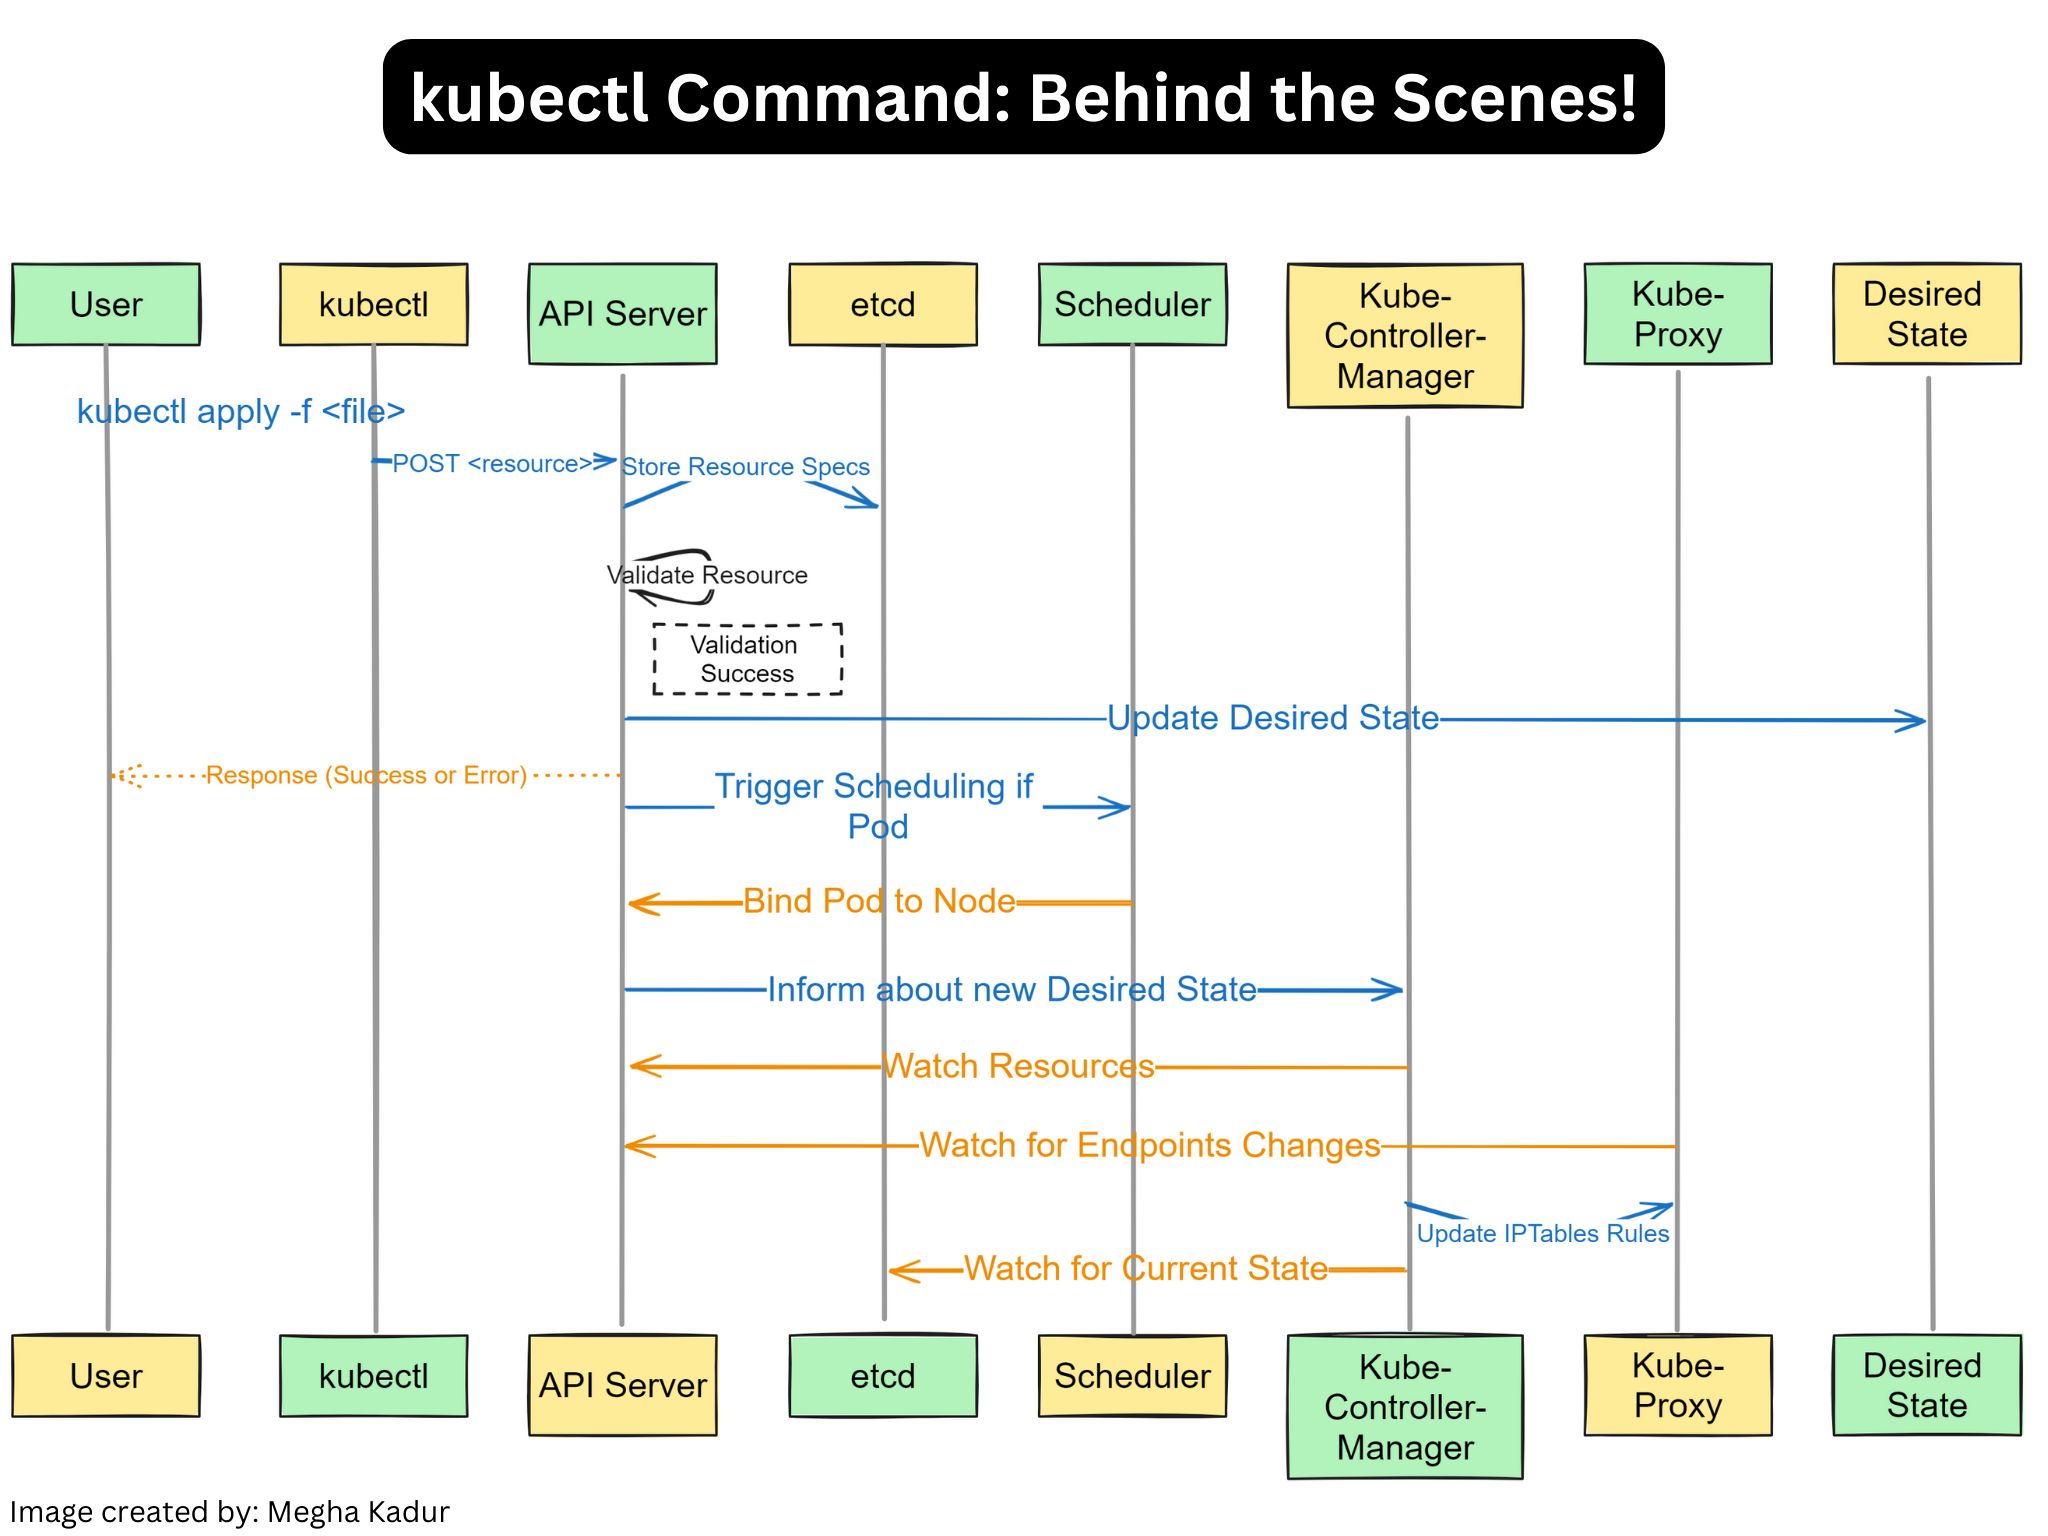 kubectl Command: Behind the Scenes!
User
kubectl
API Server
etcd
Scheduler
Kube-
Controller-
Manager
Kube-
Proxy
Desired
State
kubectl apply -f <file>
POST <resource>
Store Resource Specs
Validate Resource
Validation
Success
Update Desired State
Response (Success or Error)
Trigger Scheduling if
Pod
Bind Pod to Node
Inform about new Desired State
Watch Resources
Watch for Endpoints Changes
Update IPTables Rules
Watch for Current State
User
kubectl
API Server
etcd
Scheduler
Kube-
Controller-
Manager
Kube-
Proxy
Desired
State
Image created by: Megha Kadur